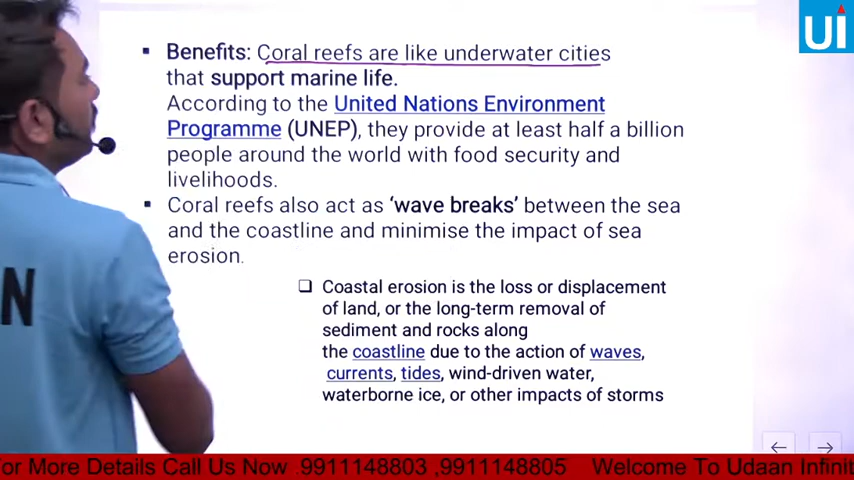 Ui
▪ Benefits: Coral reefs are like underwater cities
that support marine life.
According to the United Nations Environment
Programme (UNEP), they provide at least half a billion
people around the world with food security and
livelihoods.
▪ Coral reefs also act as ‘wave breaks’ between the sea
and the coastline and minimise the impact of sea
erosion.
❑ Coastal erosion is the loss or displacement
of land, or the long-term removal of
sediment and rocks along
the coastline due to the action of waves,
currents, tides, wind-driven water,
waterborne ice, or other impacts of storms
N
or More Details Call Us Now .9911148803 ,9911148805 Welcome To Udaan Infinit